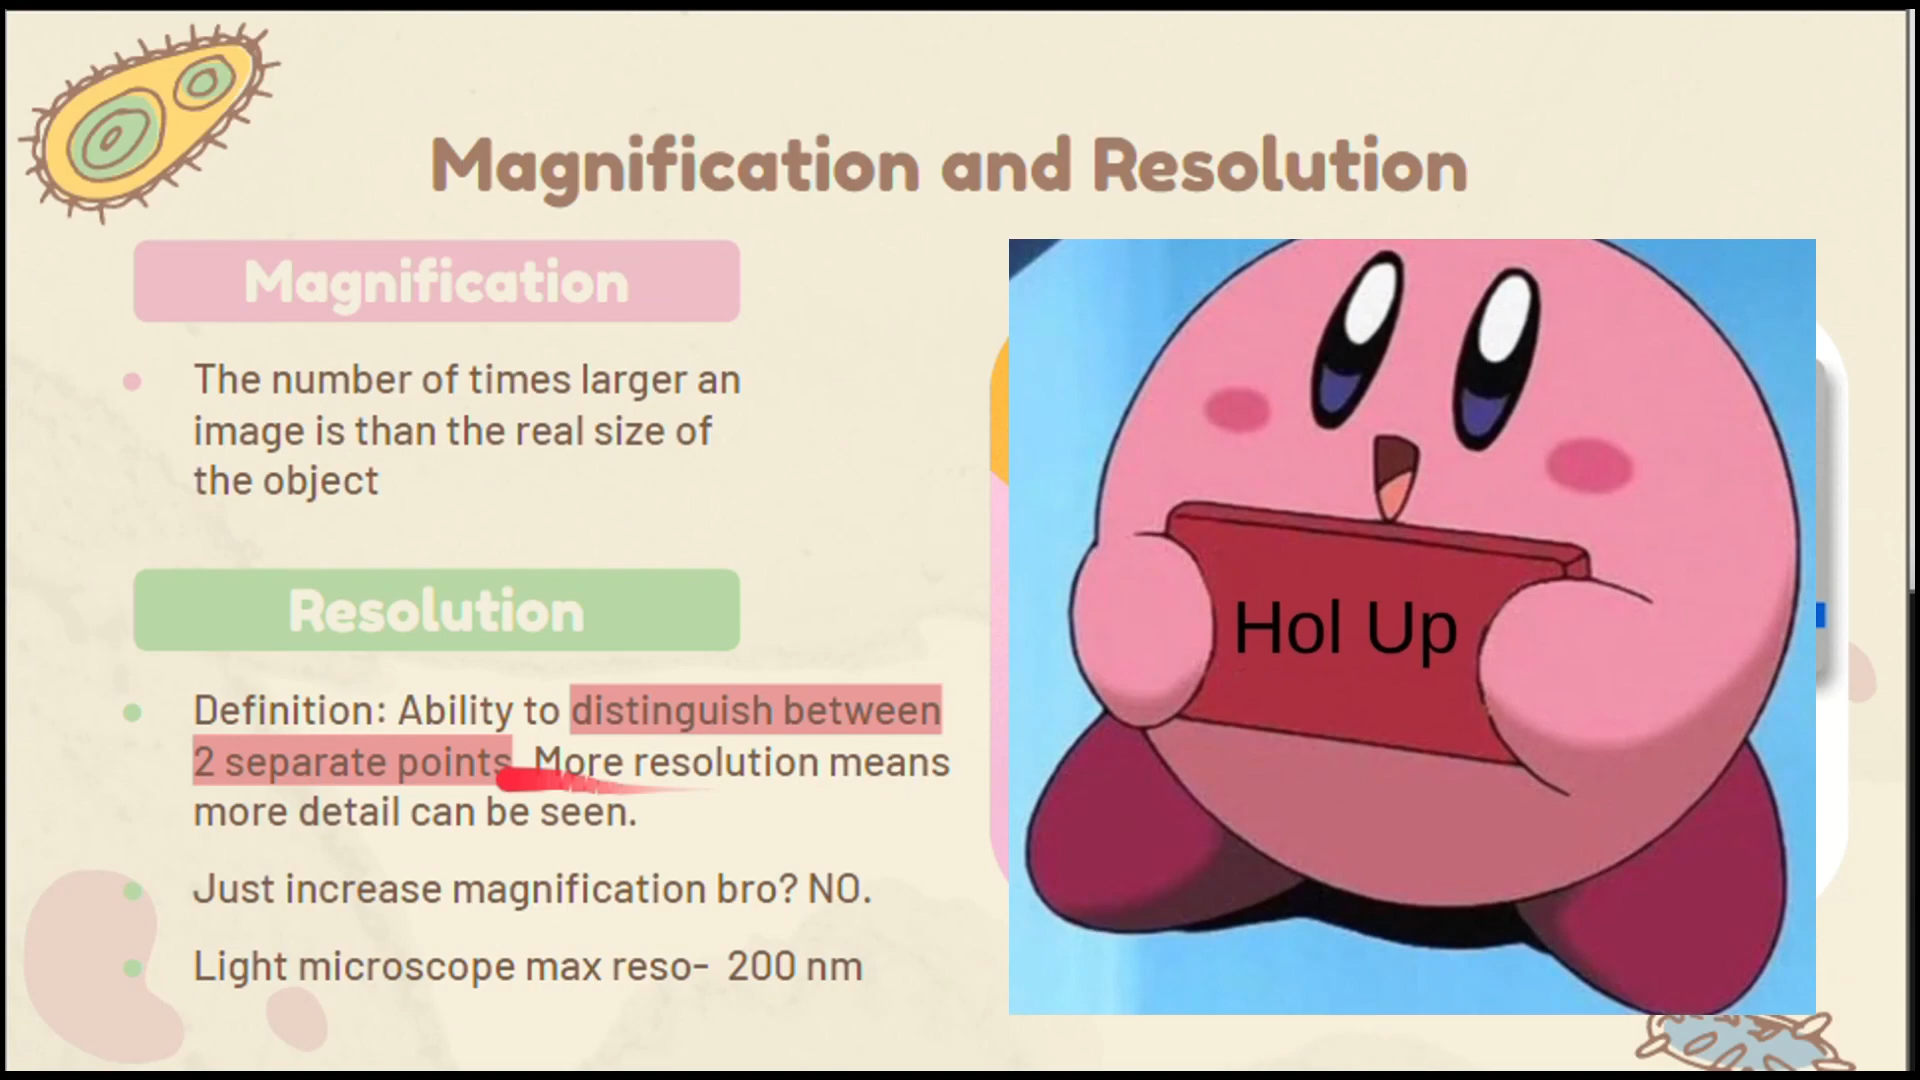 Magnification and Resolution
Magnification
The number of times larger an
image is than the real size of
the object
Resolution
Definition: Ability to distinguish between
2 separate points. More resolution means
more detail can be seen.
Just increase magnification bro? NO.
Light microscope max reso- 200 nm
Hol Up